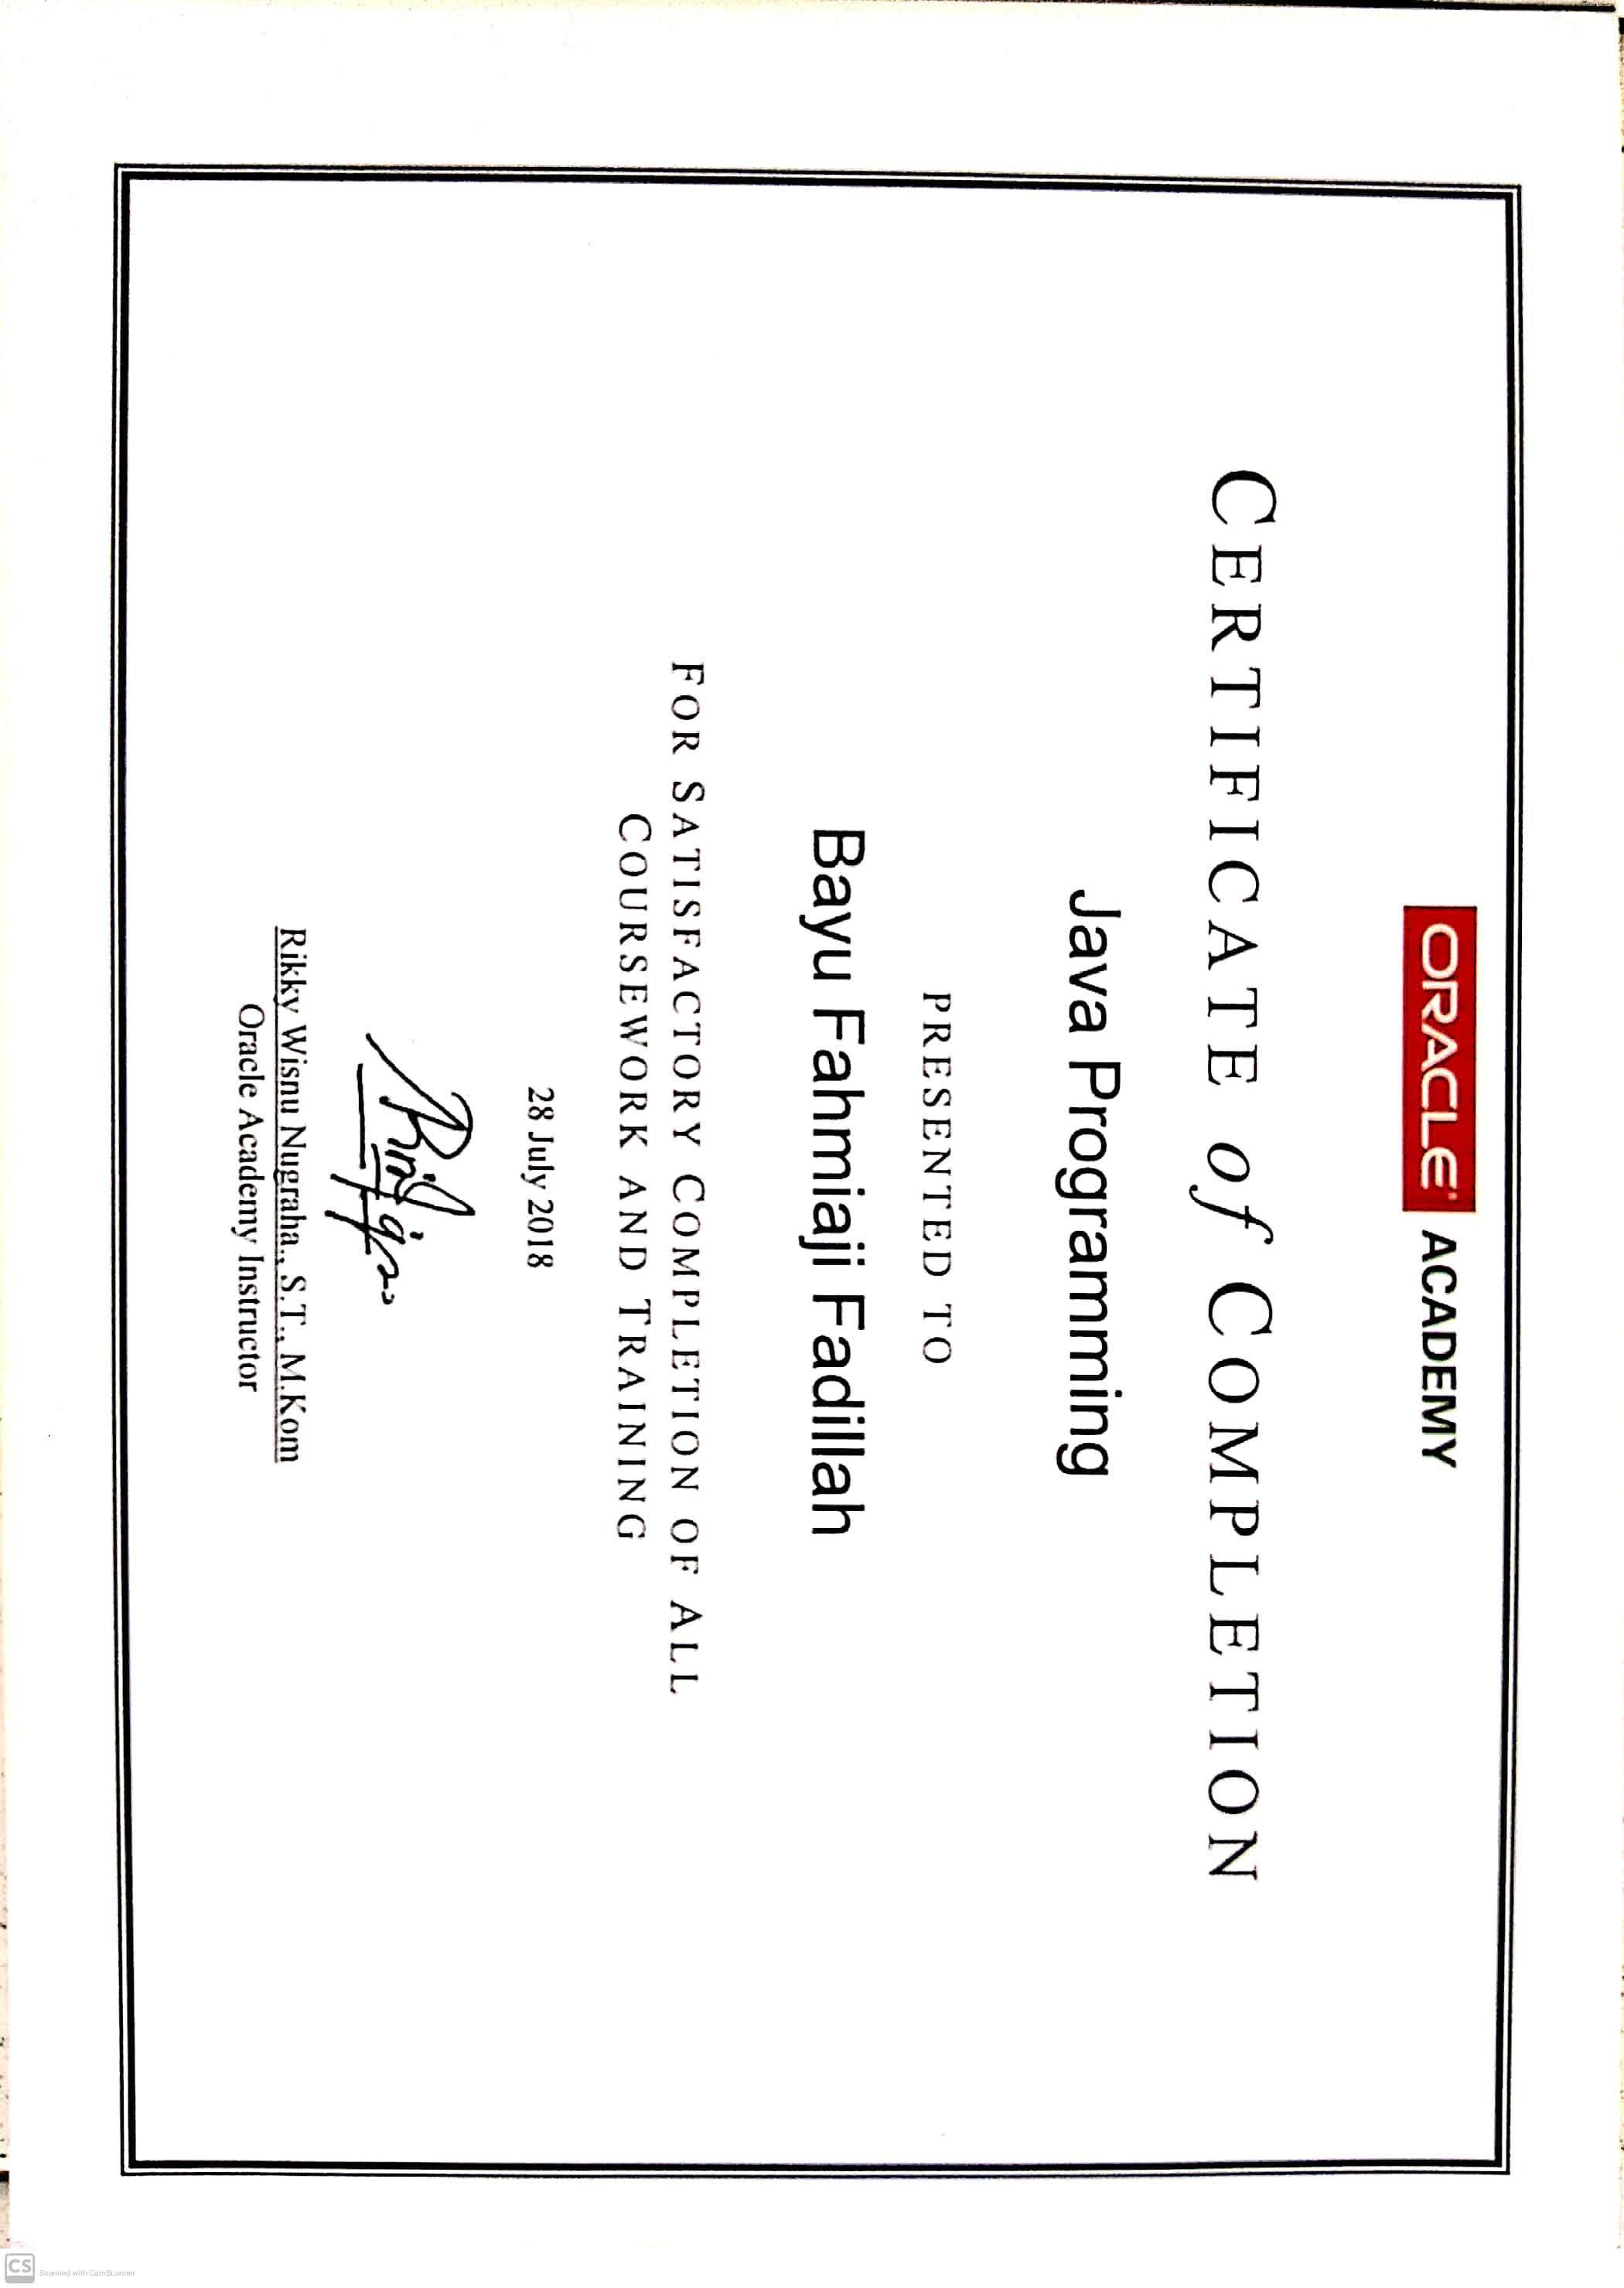 ORACLE ACADEMY
CERTIFICATE of COMPLETION
Java Programming
PRESENTED TO
Bayu Fahmiaji Fadillah
FOR SATISFACTORY COMPLETION OF ALL
COURSEWORK AND TRAINING
28 July 2018
Rikky Wisnu Nugraha., S.T., M.Kom
Oracle Academy Instructor
CS Scanned with CamScanner